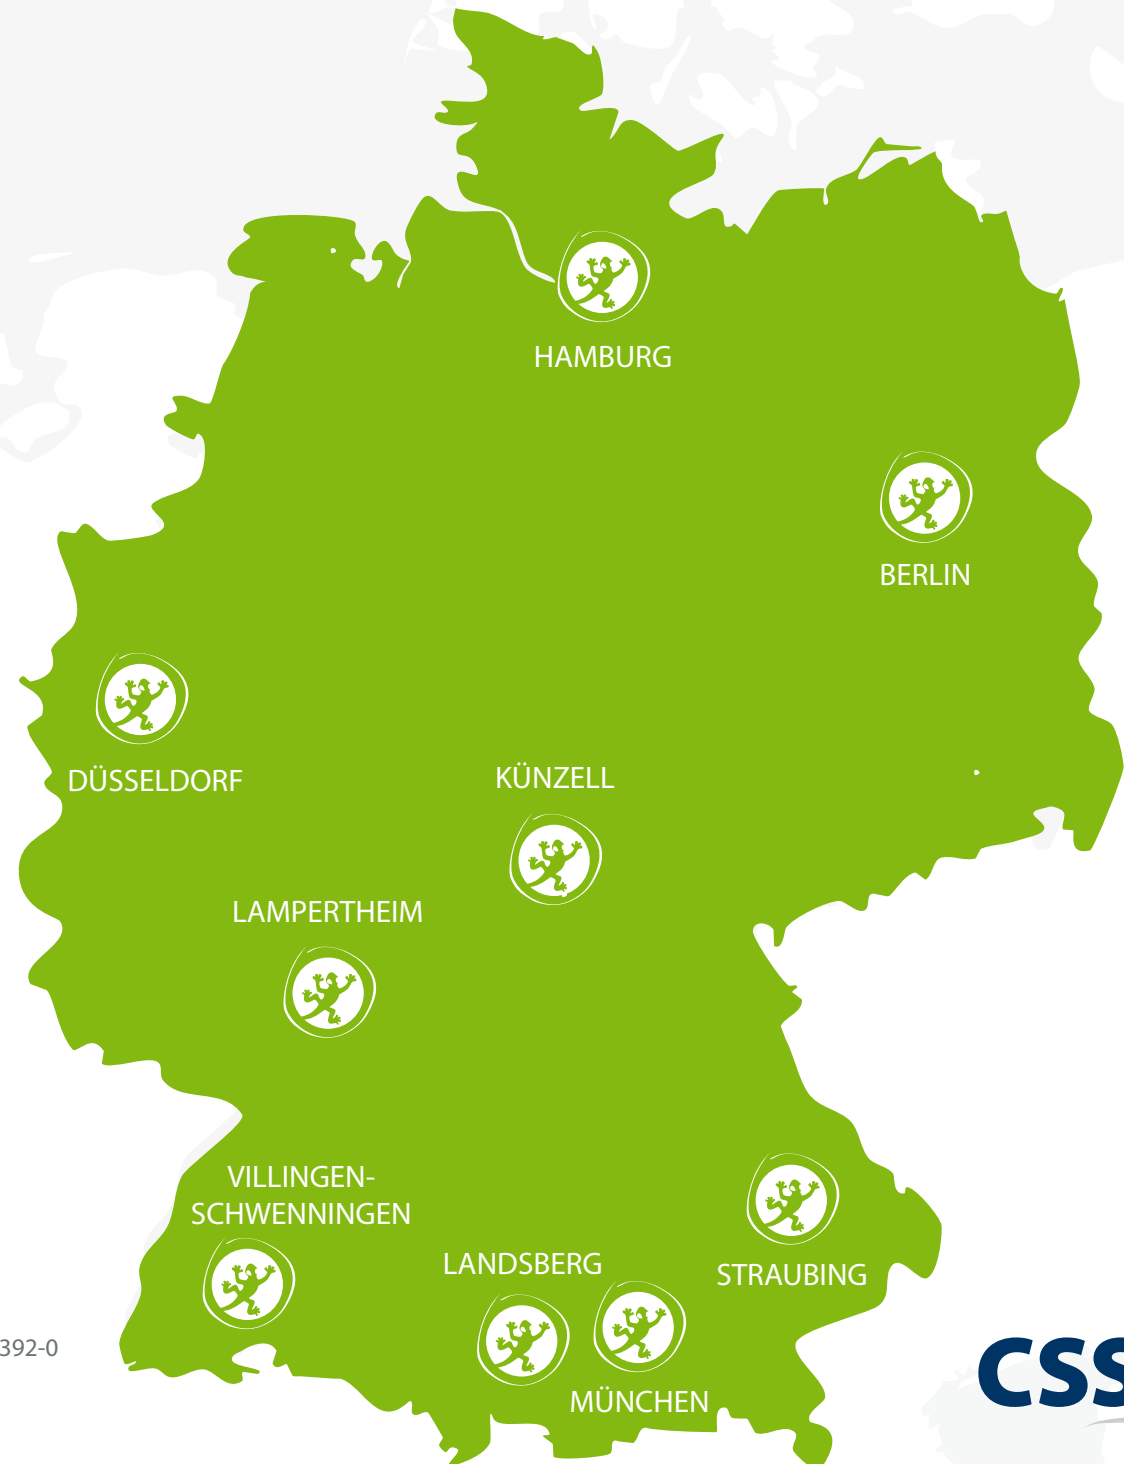 HAMBURG
BERLIN
DÜSSELDORF
KÜNZELL
LAMPERTHEIM
VILLINGEN-
SCHWENNINGEN
LANDSBERG
STRAUBING
MÜNCHEN
392-0
CSS